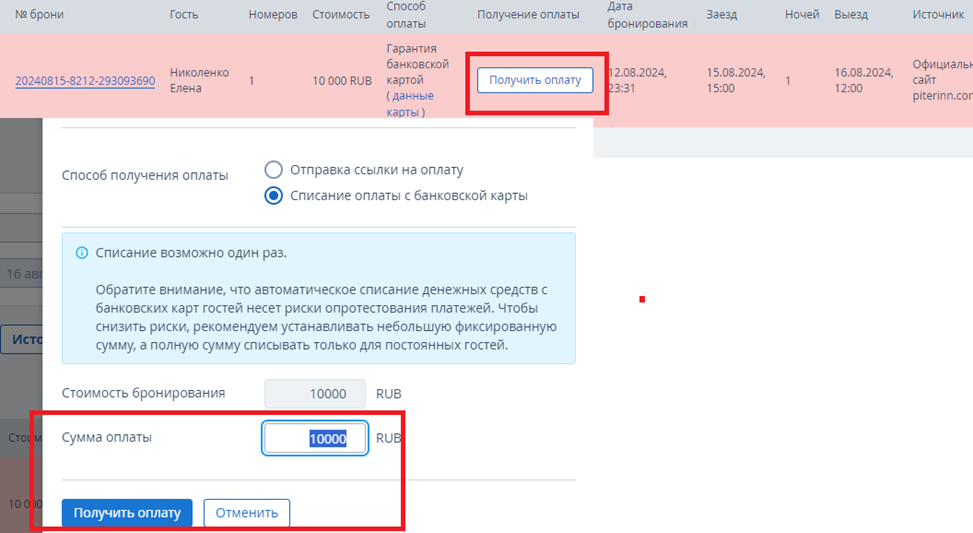 № брони Гость Номеров Стоимость Способ оплаты Получение оплаты Дата бронирования Заезд Ночей Выезд Источник
20240815-8212-293093690 Николенко Елена 1 10 000 RUB Гарантия банковской картой ( данные карты ) Получить оплату 12.08.2024, 23:31 15.08.2024, 15:00 1 16.08.2024, 12:00 Официальн сайт piterinn.con
Способ получения оплаты
Отправка ссылки на оплату
Списание оплаты с банковской карты
Списание возможно один раз.
Обратите внимание, что автоматическое списание денежных средств с
банковских карт гостей несет риски опротестования платежей. Чтобы
снизить риски, рекомендуем устанавливать небольшую фиксированную
сумму, а полную сумму списывать только для постоянных гостей.
16 авг
Исто
Стоимость бронирования 10000 RUB
Стоим
Сумма оплаты 10000 RUB
10 000
Получить оплату Отменить